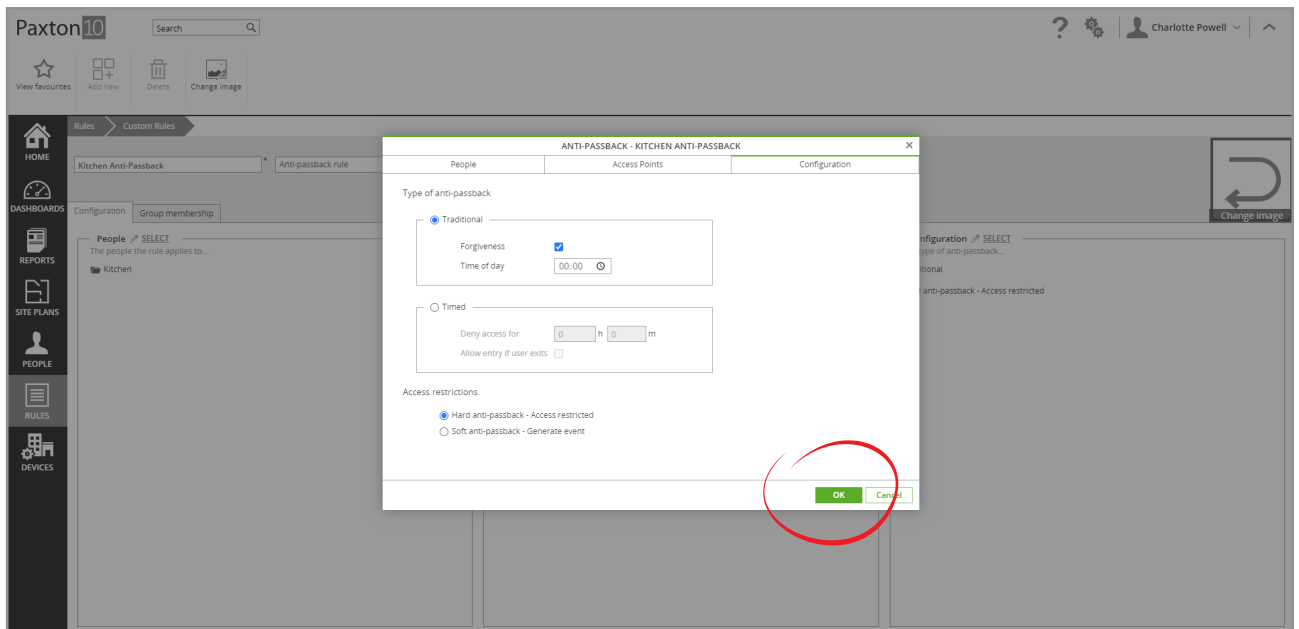 Paxton 10
Search
? Charlotte Powell
View favourites
Add new
Delete
Change image
Rules
Custom Rules
HOME
DASHBOARDS
REPORTS
SITE PLANS
PEOPLE
RULES
DEVICES
Kitchen Anti-Passback *
Anti-passback rule
Configuration
Group membership
People SELECT
The people the rule applies to...
Kitchen
ANTI-PASSBACK - KITCHEN ANTI-PASSBACK
People
Access Points
Configuration
Type of anti-passback
Traditional
Forgiveness
Time of day 00:00
Timed
Deny access for 0 h 0 m
Allow entry if user exits
Access restrictions
Hard anti-passback - Access restricted
Soft anti-passback - Generate event
OK
Cancel
Change image
nfiguration SELECT
ype of anti-passback...
itional
anti-passback - Access restricted